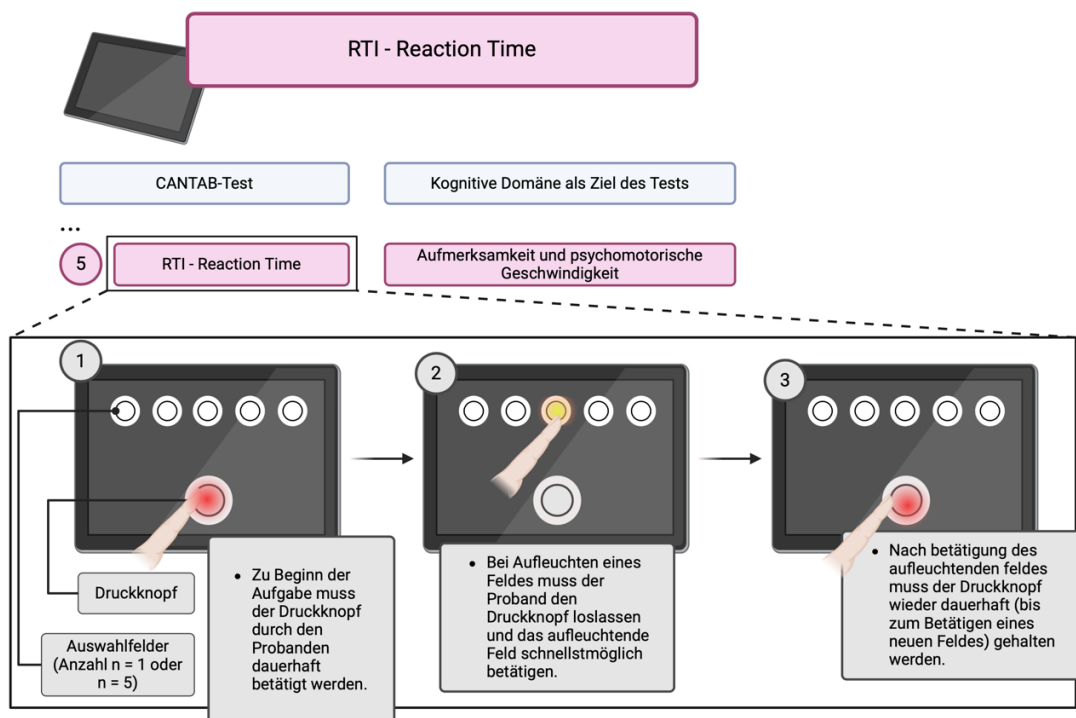 RTI - Reaction Time
CANTAB-Test
Kognitive Domäne als Ziel des Tests
...
5
RTI - Reaction Time
Aufmerksamkeit und psychomotorische
Geschwindigkeit
1
2
3
Druckknopf
Auswahlfelder
(Anzahl n = 1 oder
n = 5)
• Zu Beginn der
Aufgabe muss
der Druckknopf
durch den
Probanden
dauerhaft
betätigt werden.
• Bei Aufleuchten eines
Feldes muss der
Proband den
Druckknopf loslassen
und das aufleuchtende
Feld schnellstmöglich
betätigen.
• Nach betätigung des
aufleuchtenden feldes
muss der Druckknopf
wieder dauerhaft (bis
zum Betätigen eines
neuen Feldes) gehalten
werden.